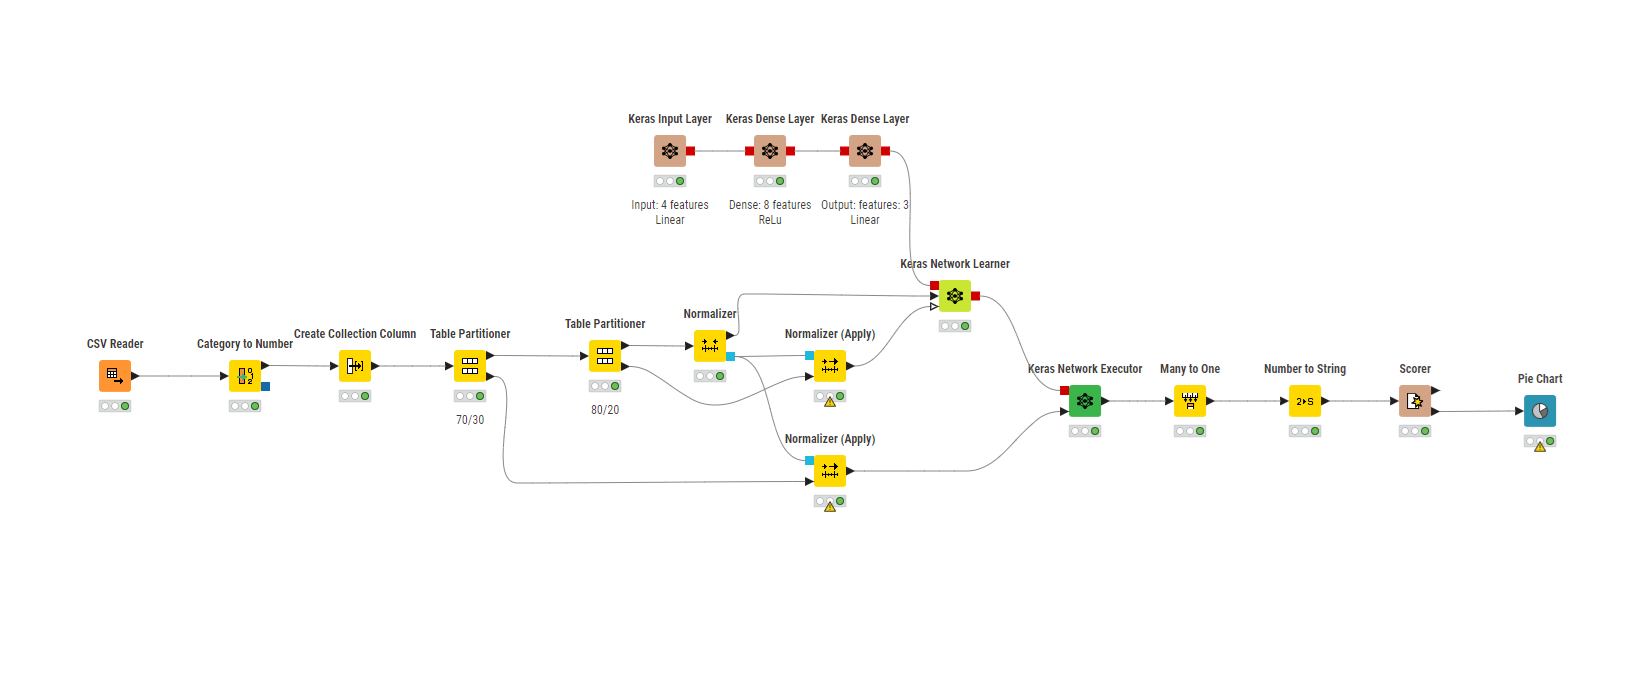 Keras Input Layer
Keras Dense Layer
Keras Dense Layer
Input: 4 features
Linear
Dense: 8 features
ReLu
Output: features: 3
Linear
Keras Network Learner
CSV Reader
Category to Number
Create Collection Column
Table Partitioner
70/30
Table Partitioner
80/20
Normalizer
Normalizer (Apply)
Normalizer (Apply)
Keras Network Executor
Many to One
Number to String
2▸S
Scorer
Pie Chart